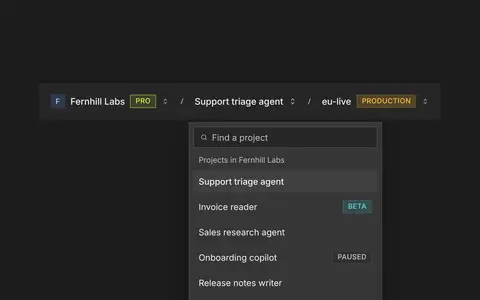 F Fernhill Labs PRO / Support triage agent / eu-live PRODUCTION
Find a project
Projects in Fernhill Labs
Support triage agent
Invoice reader BETA
Sales research agent
Onboarding copilot PAUSED
Release notes writer